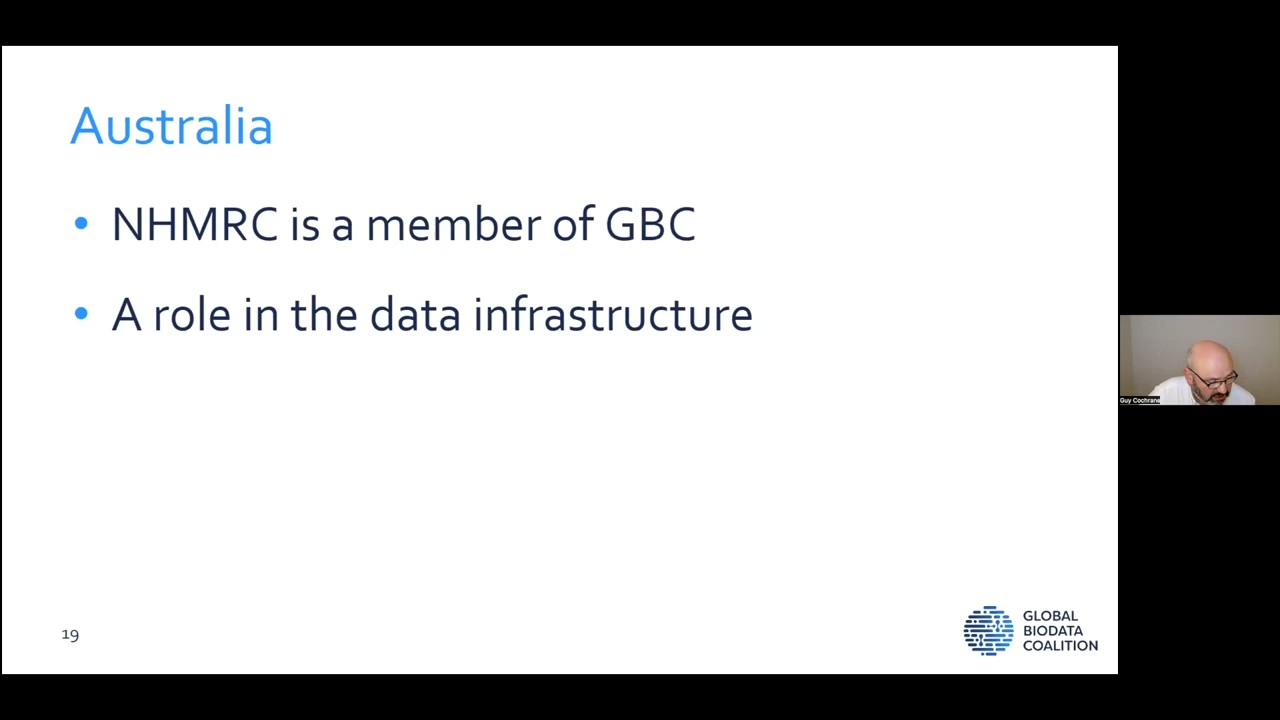 Australia
• NHMRC is a member of GBC
• A role in the data infrastructure
Guy Cochrane
19
GLOBAL
BIODATA
COALITION